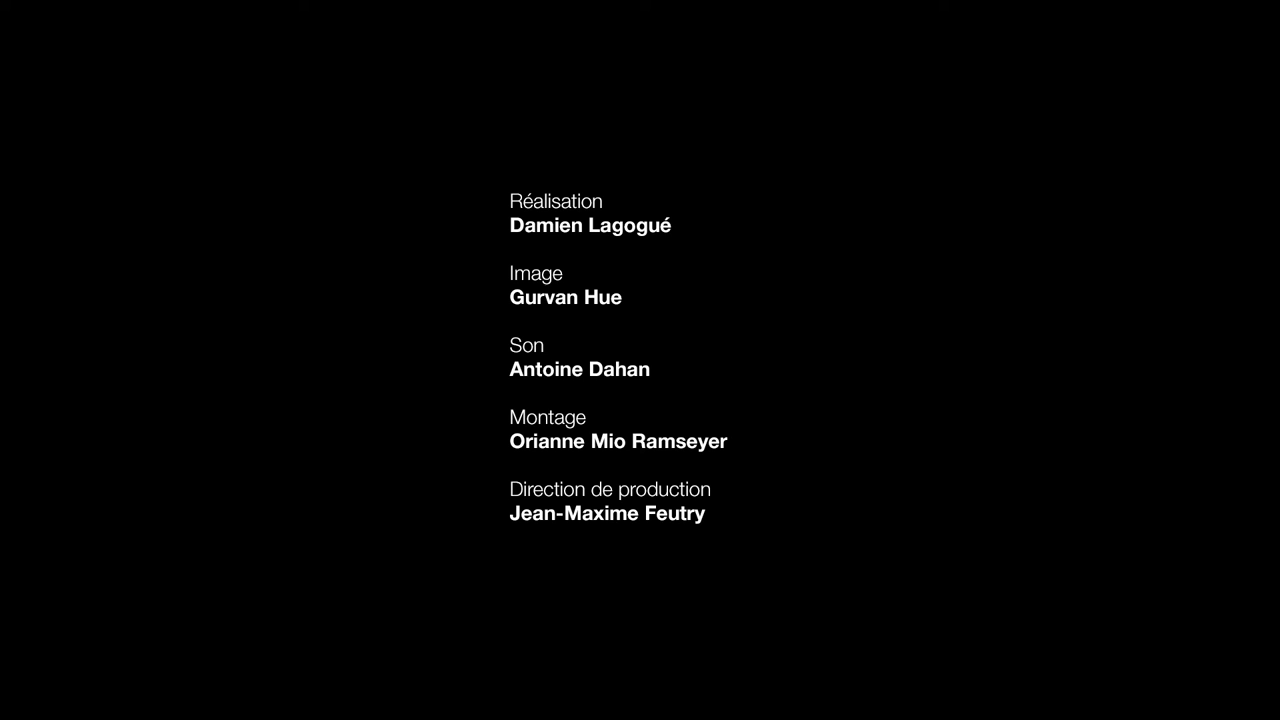 Réalisation
Damien Lagogué
Image
Gurvan Hue
Son
Antoine Dahan
Montage
Orianne Mio Ramseyer
Direction de production
Jean-Maxime Feutry